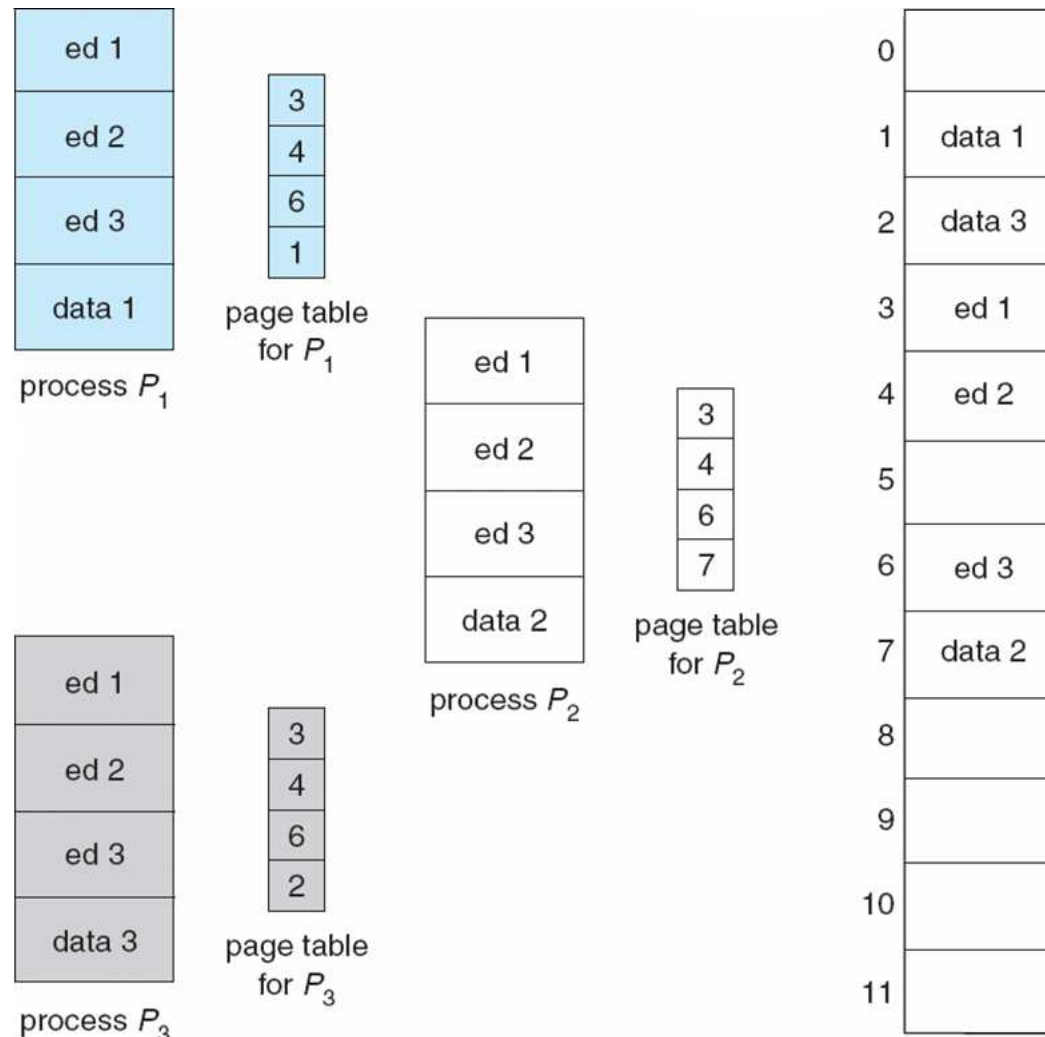 ed 1
ed 2
ed 3
data 1
process P1
3
4
6
1
page table
for P1
ed 1
ed 2
ed 3
data 2
process P2
3
4
6
7
page table
for P2
ed 1
ed 2
ed 3
data 3
process P3
3
4
6
2
page table
for P3
0
1 data 1
2 data 3
3 ed 1
4 ed 2
5
6 ed 3
7 data 2
8
9
10
11